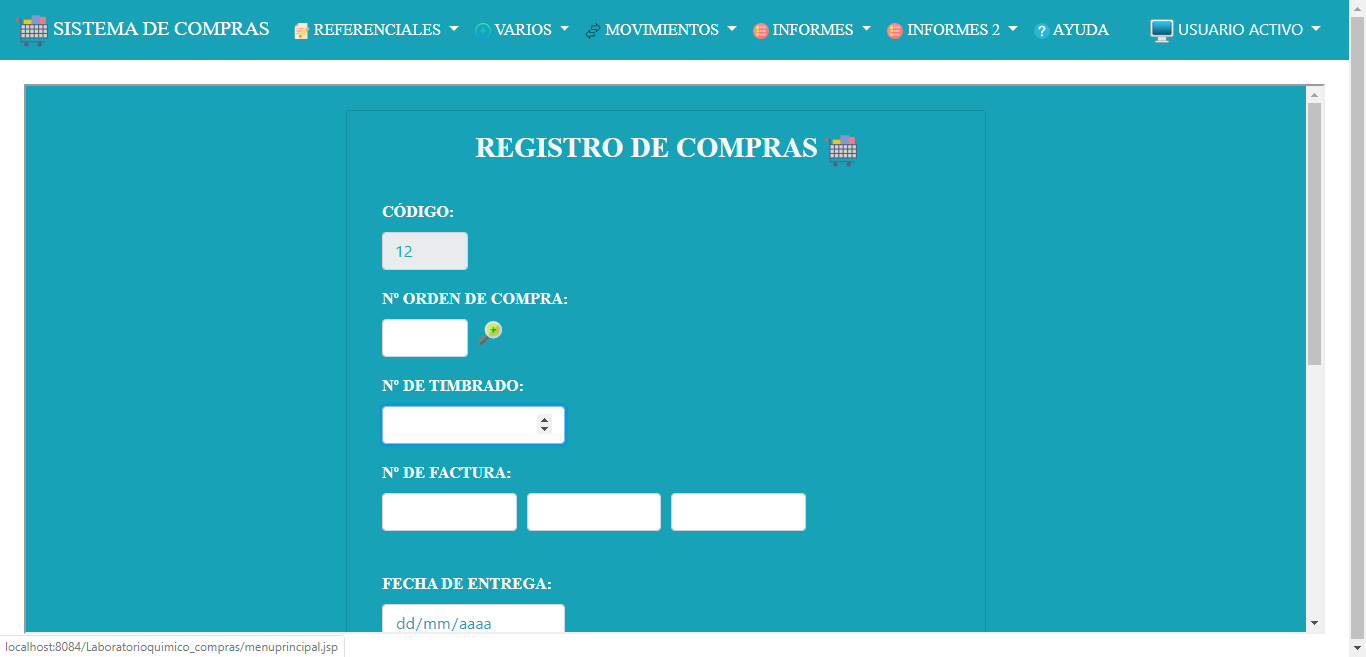 SISTEMA DE COMPRAS REFERENCIALES VARIOS MOVIMIENTOS INFORMES INFORMES 2 ? AYUDA USUARIO ACTIVO
REGISTRO DE COMPRAS
CÓDIGO:
12
Nº ORDEN DE COMPRA:
Nº DE TIMBRADO:
Nº DE FACTURA:
FECHA DE ENTREGA:
dd/mm/aaaa
localhost:8084/Laboratorioquimico_compras/menuprincipal.jsp